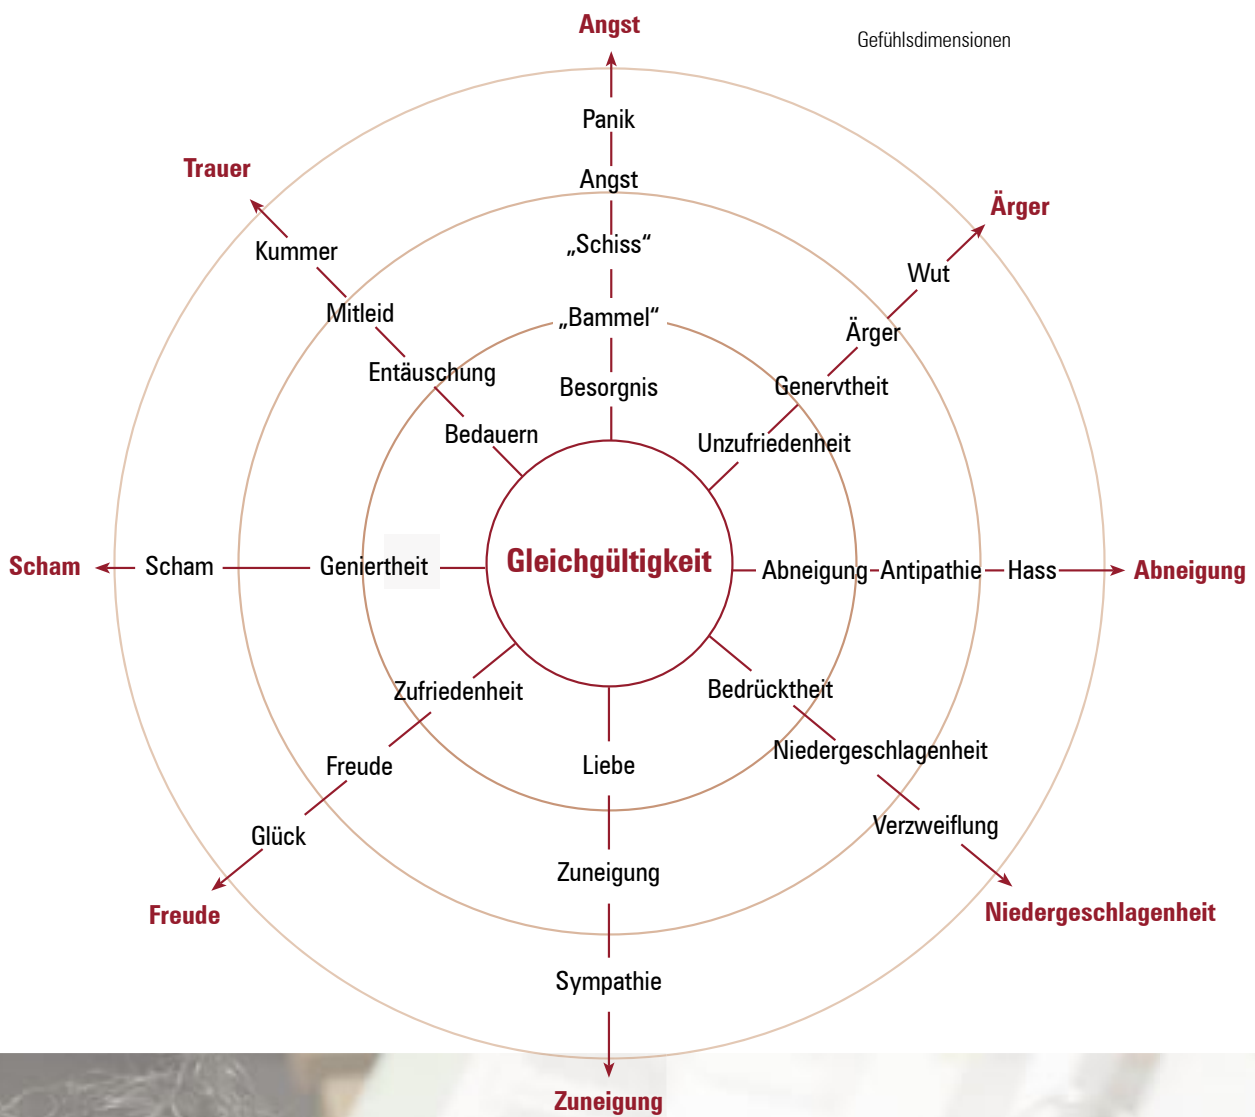 Angst
Gefühlsdimensionen
Panik
Trauer
Angst
Ärger
Kummer
„Schiss“
Wut
Mitleid
„Bammel“
Ärger
Entäuschung
Besorgnis
Genervtheit
Bedauern
Unzufriedenheit
Scham
Scham
Geniertheit
Gleichgültigkeit
Abneigung
Antipathie
Hass
Abneigung
Zufriedenheit
Bedrücktheit
Freude
Liebe
Niedergeschlagenheit
Glück
Verzweiflung
Zuneigung
Freude
Niedergeschlagenheit
Sympathie
Zuneigung